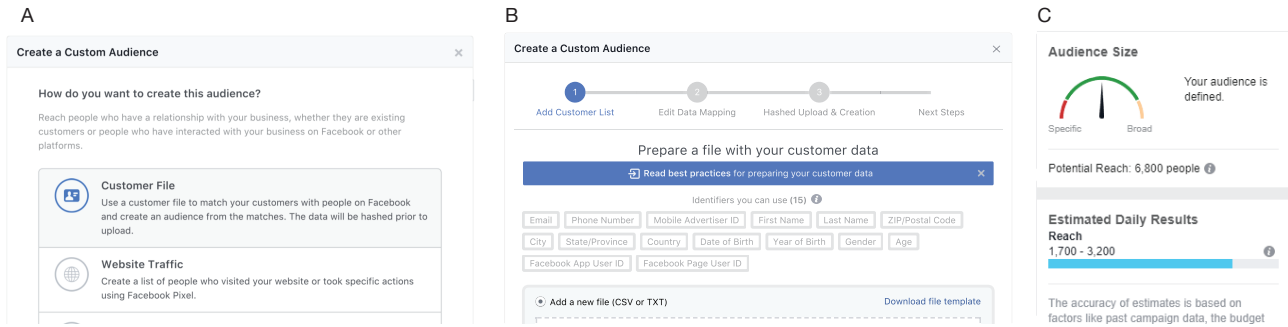 A
Create a Custom Audience
×
How do you want to create this audience?
Reach people who have a relationship with your business, whether they are existing
customers or people who have interacted with your business on Facebook or other
platforms.
Customer File
Use a customer file to match your customers with people on Facebook
and create an audience from the matches. The data will be hashed prior to
upload.
Website Traffic
Create a list of people who visited your website or took specific actions
using Facebook Pixel.
B
Create a Custom Audience
×
1 2 3
Add Customer List Edit Data Mapping Hashed Upload & Creation Next Steps
Prepare a file with your customer data
Read best practices for preparing your customer data ×
Identifiers you can use (15) i
Email Phone Number Mobile Advertiser ID First Name Last Name ZIP/Postal Code
City State/Province Country Date of Birth Year of Birth Gender Age
Facebook App User ID Facebook Page User ID
Add a new file (CSV or TXT) Download file template
C
Audience Size
Your audience is
defined.
Specific Broad
Potential Reach: 6,800 people i
Estimated Daily Results
Reach
1,700 - 3,200 i
The accuracy of estimates is based on
factors like past campaign data, the budget